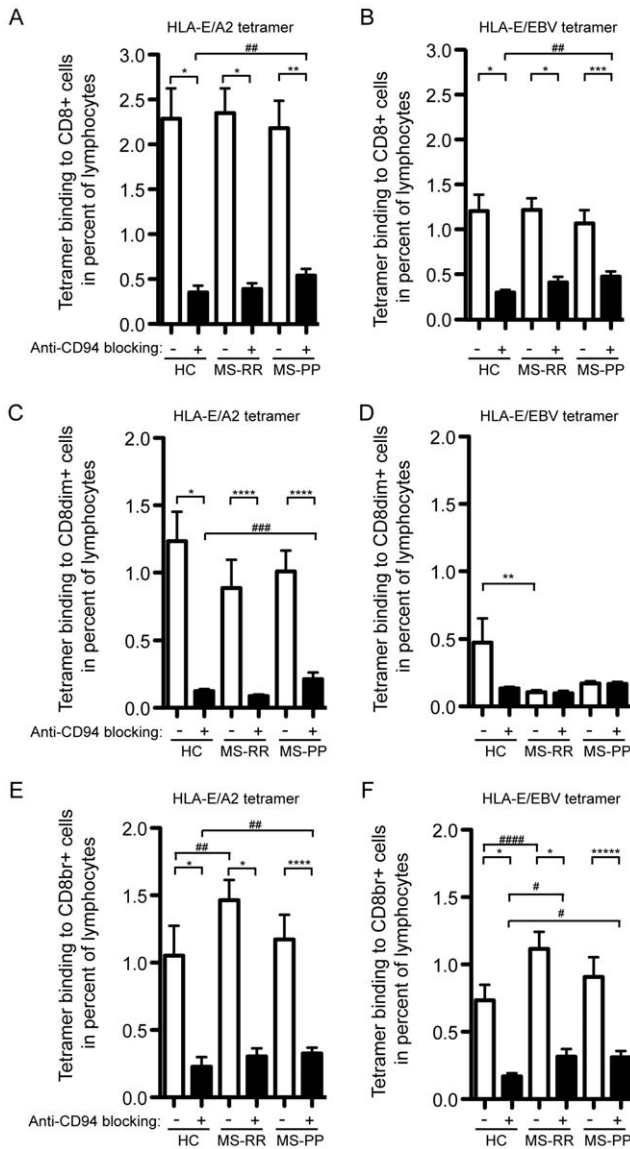 A
HLA-E/A2 tetramer
Tetramer binding to CD8+ cells
in percent of lymphocytes
3.0
2.5
2.0
1.5
1.0
0.5
0.0
##
* * **
Anti-CD94 blocking: - + - + - +
HC MS-RR MS-PP
B
HLA-E/EBV tetramer
Tetramer binding to CD8+ cells
in percent of lymphocytes
3.0
2.5
2.0
1.5
1.0
0.5
0.0
##
* * ***
- + - + - +
HC MS-RR MS-PP
C
HLA-E/A2 tetramer
Tetramer binding to CD8dim+ cells
in percent of lymphocytes
2.0
1.5
1.0
0.5
0.0
* **** ****
###
Anti-CD94 blocking: - + - + - +
HC MS-RR MS-PP
D
HLA-E/EBV tetramer
Tetramer binding to CD8dim+ cells
in percent of lymphocytes
2.0
1.5
1.0
0.5
0.0
**
- + - + - +
HC MS-RR MS-PP
E
HLA-E/A2 tetramer
Tetramer binding to CD8br+ cells
in percent of lymphocytes
2.0
1.5
1.0
0.5
0.0
##
##
* * ****
Anti-CD94 blocking: - + - + - +
HC MS-RR MS-PP
F
HLA-E/EBV tetramer
Tetramer binding to CD8br+ cells
in percent of lymphocytes
2.0
1.5
1.0
0.5
0.0
####
* * *****
#
#
- + - + - +
HC MS-RR MS-PP